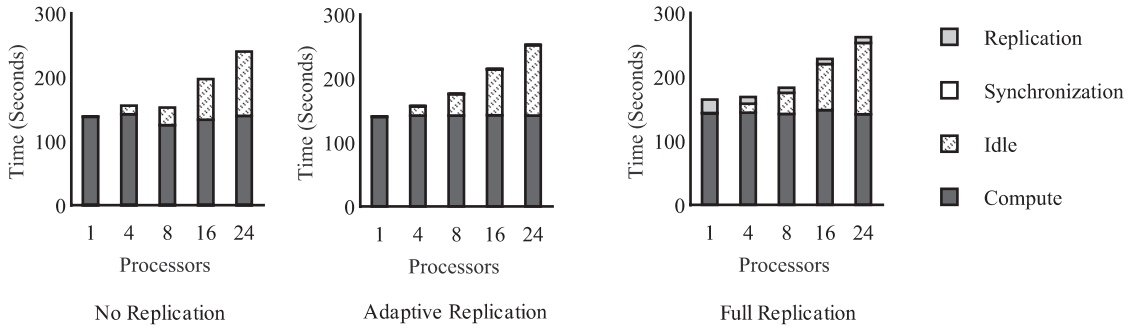 300
200
100
0
Time (Seconds)
1 4 8 16 24
Processors
No Replication
300
200
100
0
Time (Seconds)
1 4 8 16 24
Processors
Adaptive Replication
300
200
100
0
Time (Seconds)
1 4 8 16 24
Processors
Full Replication
Replication
Synchronization
Idle
Compute